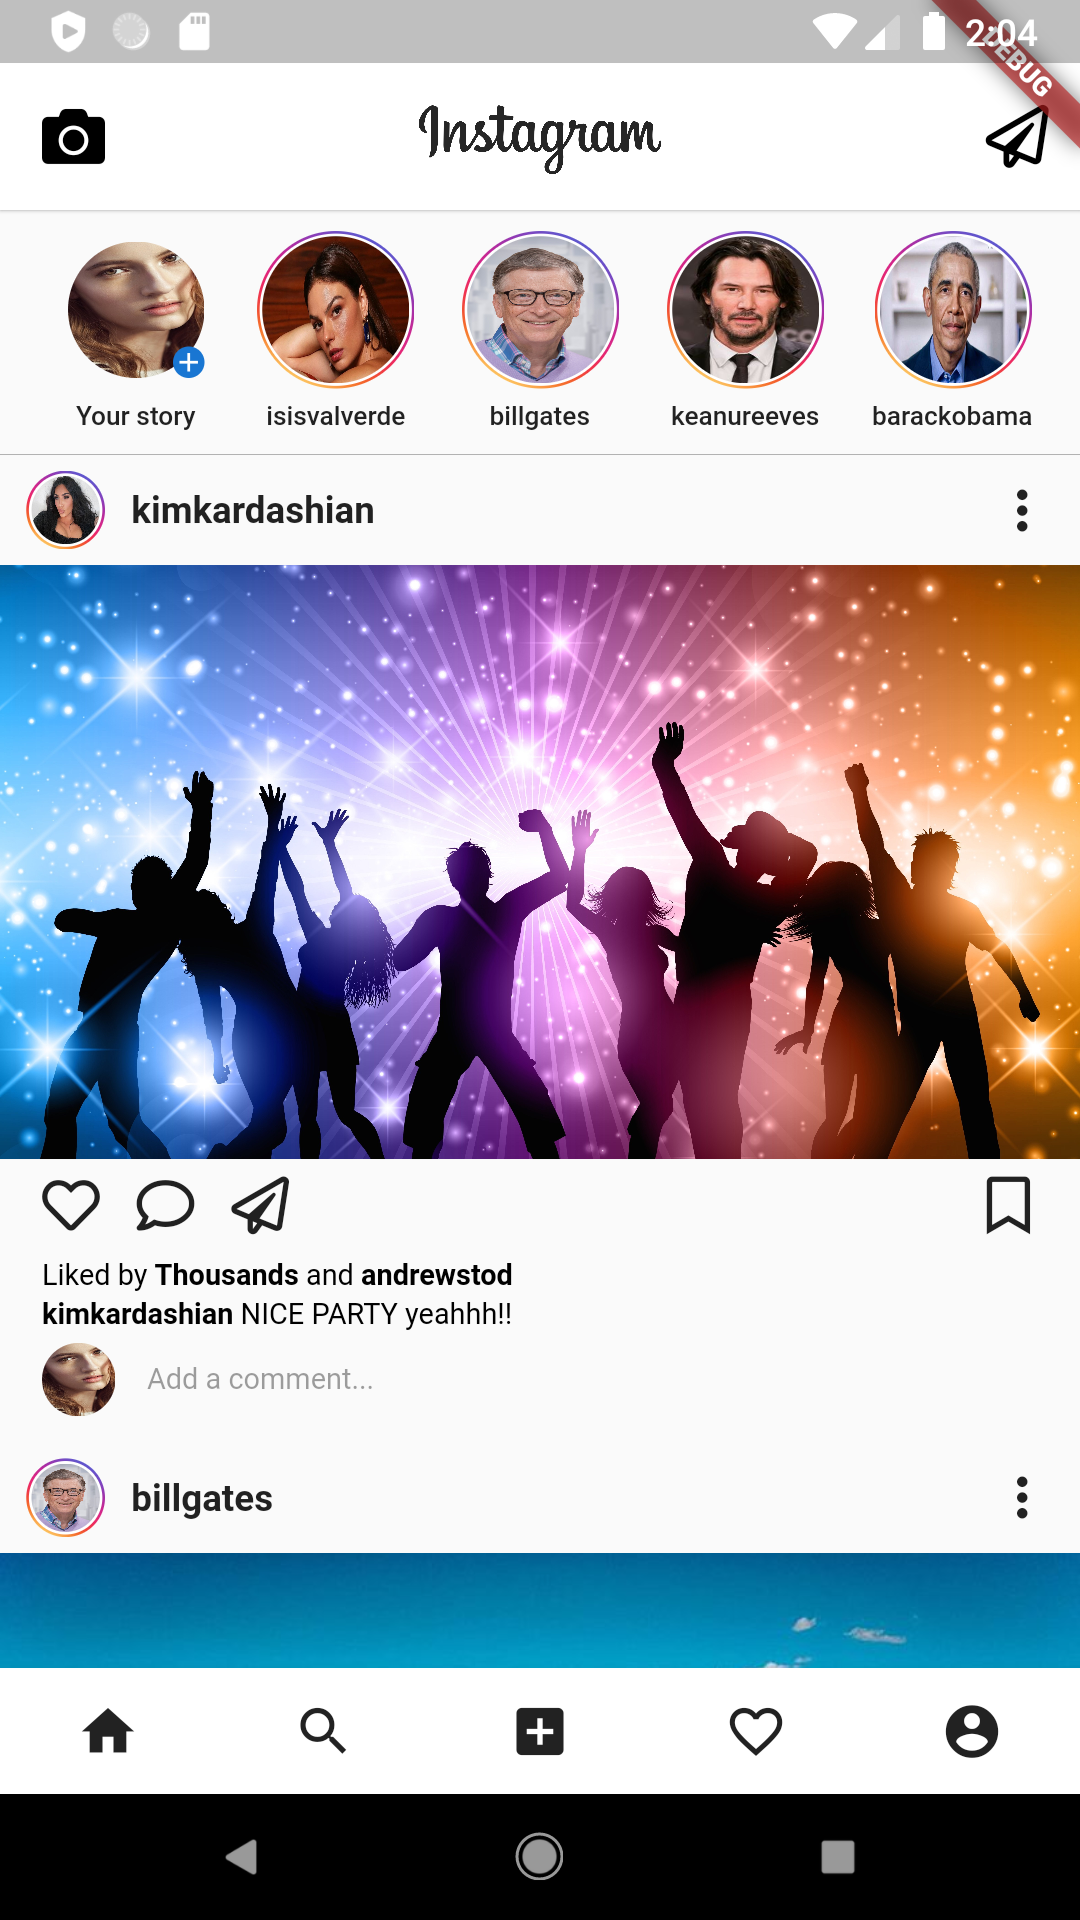 2:04
DEBUG
Instagram
Your story
isisvalverde
billgates
keanureeves
barackobama
kimkardashian
Liked by Thousands and andrewstod
kimkardashian NICE PARTY yeahhh!!
Add a comment...
billgates